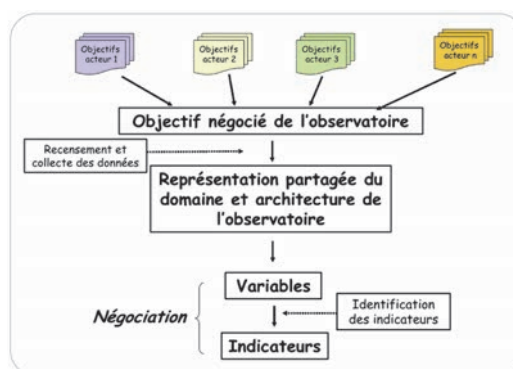 Objectifs
acteur 1
Objectifs
acteur 2
Objectifs
acteur 3
Objectifs
acteur n
Objectif négocié de l'observatoire
Recensement et
collecte des données
Représentation partagée du
domaine et architecture de
l'observatoire
Variables
Négociation
Identification
des indicateurs
Indicateurs